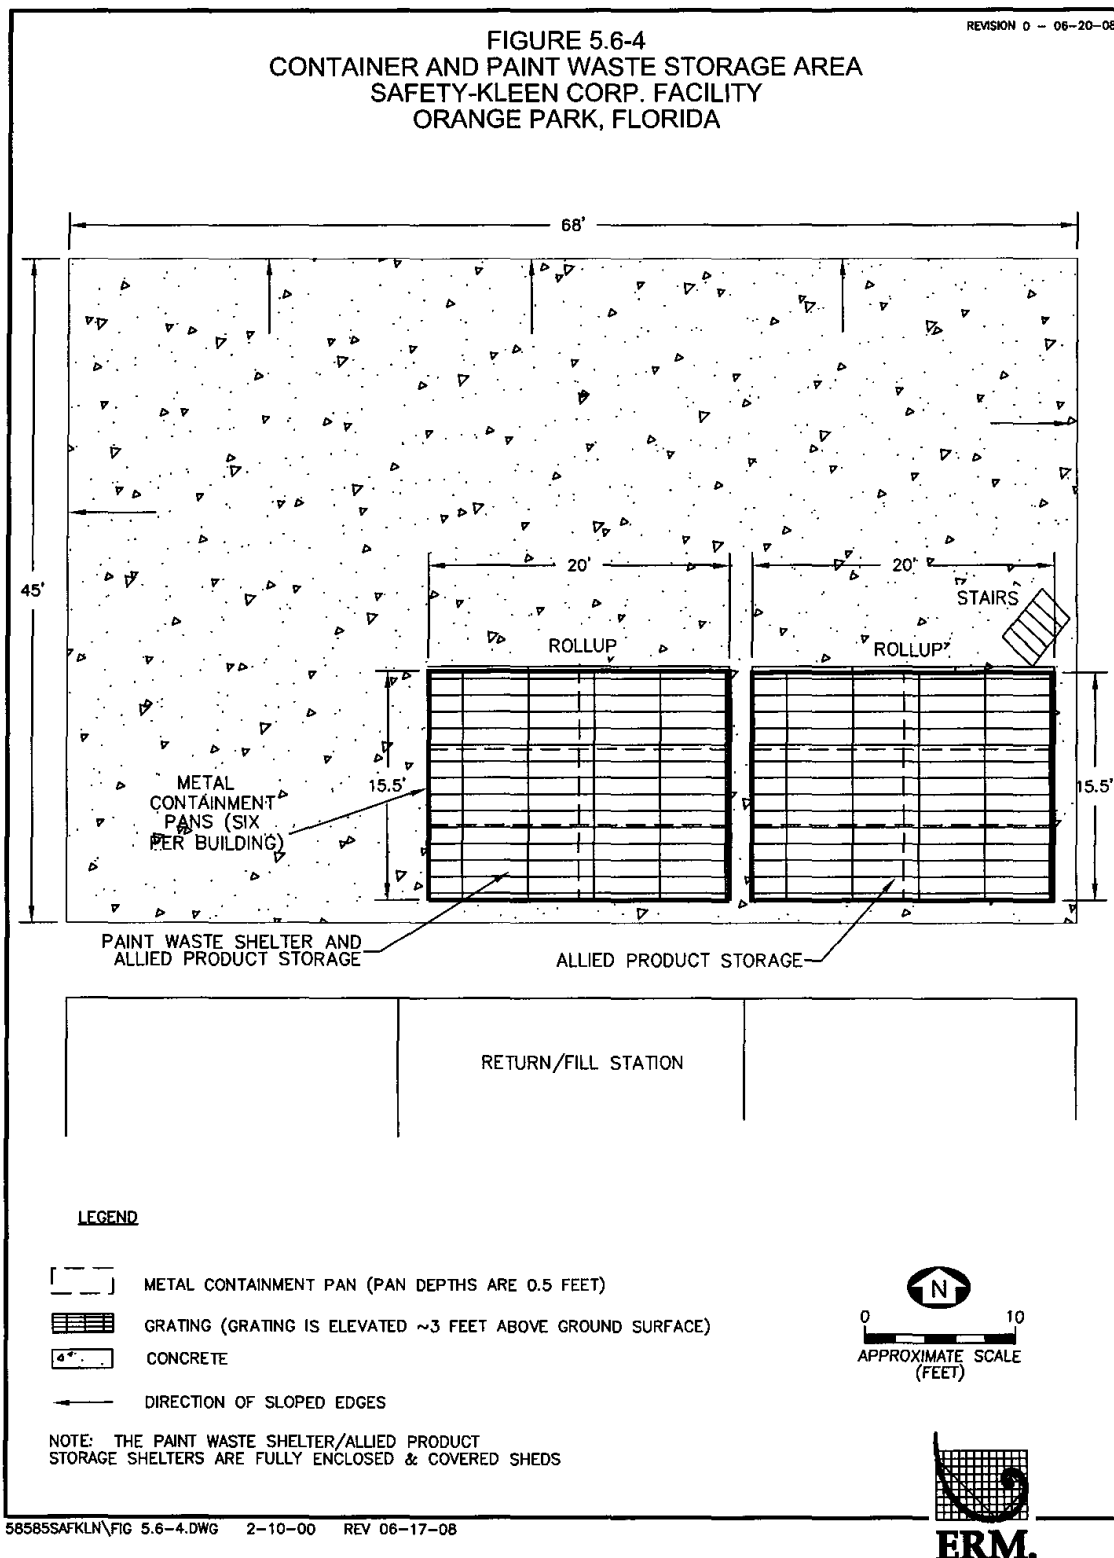 REVISION 0 - 06-20-08
FIGURE 5.6-4
CONTAINER AND PAINT WASTE STORAGE AREA
SAFETY-KLEEN CORP. FACILITY
ORANGE PARK, FLORIDA
68'
45'
20'
20'
STAIRS
ROLLUP
ROLLUP
METAL
CONTAINMENT
PANS (SIX
PER BUILDING)
15.5'
15.5'
PAINT WASTE SHELTER AND
ALLIED PRODUCT STORAGE
ALLIED PRODUCT STORAGE
RETURN/FILL STATION
LEGEND
METAL CONTAINMENT PAN (PAN DEPTHS ARE 0.5 FEET)
GRATING (GRATING IS ELEVATED ~3 FEET ABOVE GROUND SURFACE)
CONCRETE
DIRECTION OF SLOPED EDGES
N
0 10
APPROXIMATE SCALE
(FEET)
NOTE: THE PAINT WASTE SHELTER/ALLIED PRODUCT
STORAGE SHELTERS ARE FULLY ENCLOSED & COVERED SHEDS
58585SAFKLN\FIG 5.6-4.DWG 2-10-00 REV 06-17-08
ERM.